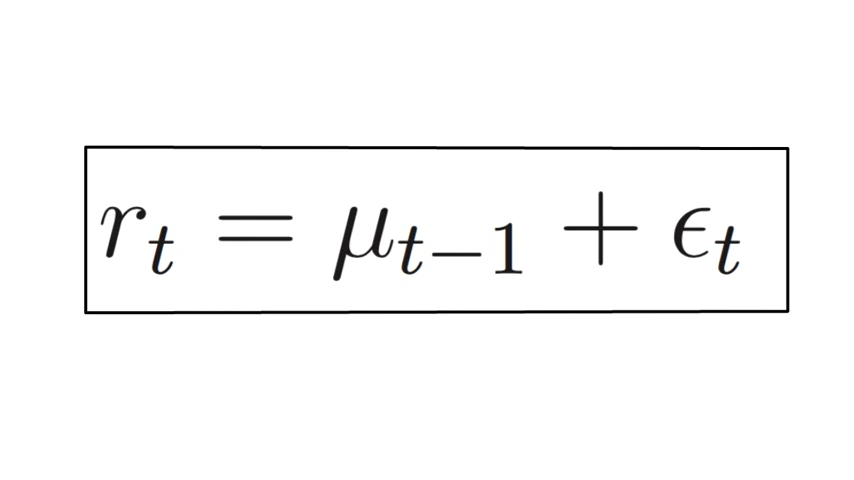 r_t = μ_{t−1} + ϵ_t